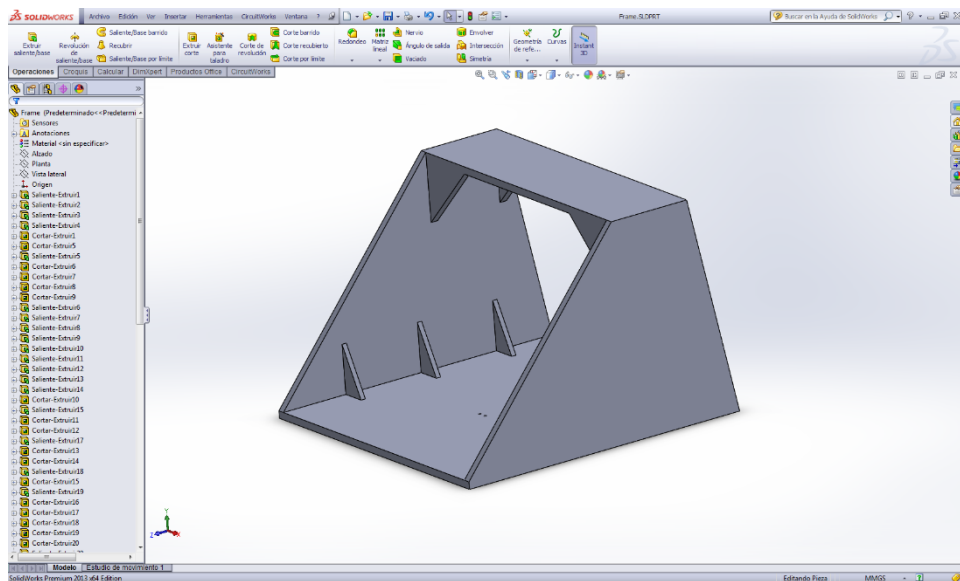 SOLIDWORKS Archivo Edición Ver Insertar Herramientas CircuitWorks Ventana ? Frane.SLDPRT Buscar en la Ayuda de SolidWorks
Extruir saliente/base
Revolución de saliente/base
Saliente/Base barrido
Recubrir
Saliente/Base por límite
Extruir corte
Asistente para taladro
Corte de revolución
Corte barrido
Corte recubierto
Corte por límite
Redondeo
Matriz lineal
Nervio
Ángulo de salida
Vaciado
Envolver
Intersección
Simetría
Geometría de refe...
Curvas
Instant 3D
Operaciones Croquis Calcular DimXpert Productos Office CircuitWorks
Frame (Predeterminado<<Predetermi
Sensores
Anotaciones
Material <sin especificar>
Alzado
Planta
Vista lateral
Origen
Saliente-Extruir1
Saliente-Extruir2
Saliente-Extruir3
Saliente-Extruir4
Cortar-Extruir1
Cortar-Extruir5
Saliente-Extruir5
Cortar-Extruir6
Cortar-Extruir7
Cortar-Extruir8
Cortar-Extruir9
Saliente-Extruir6
Saliente-Extruir7
Saliente-Extruir8
Saliente-Extruir9
Saliente-Extruir10
Saliente-Extruir11
Saliente-Extruir12
Saliente-Extruir13
Saliente-Extruir14
Cortar-Extruir10
Saliente-Extruir15
Cortar-Extruir11
Cortar-Extruir12
Saliente-Extruir17
Cortar-Extruir13
Cortar-Extruir14
Saliente-Extruir18
Cortar-Extruir15
Saliente-Extruir19
Cortar-Extruir16
Cortar-Extruir17
Cortar-Extruir18
Cortar-Extruir19
Cortar-Extruir20
Y
Z
X
Modelo Estudio de movimiento 1
SolidWorks Premium 2013 x64 Edition Editando Pieza MMGS